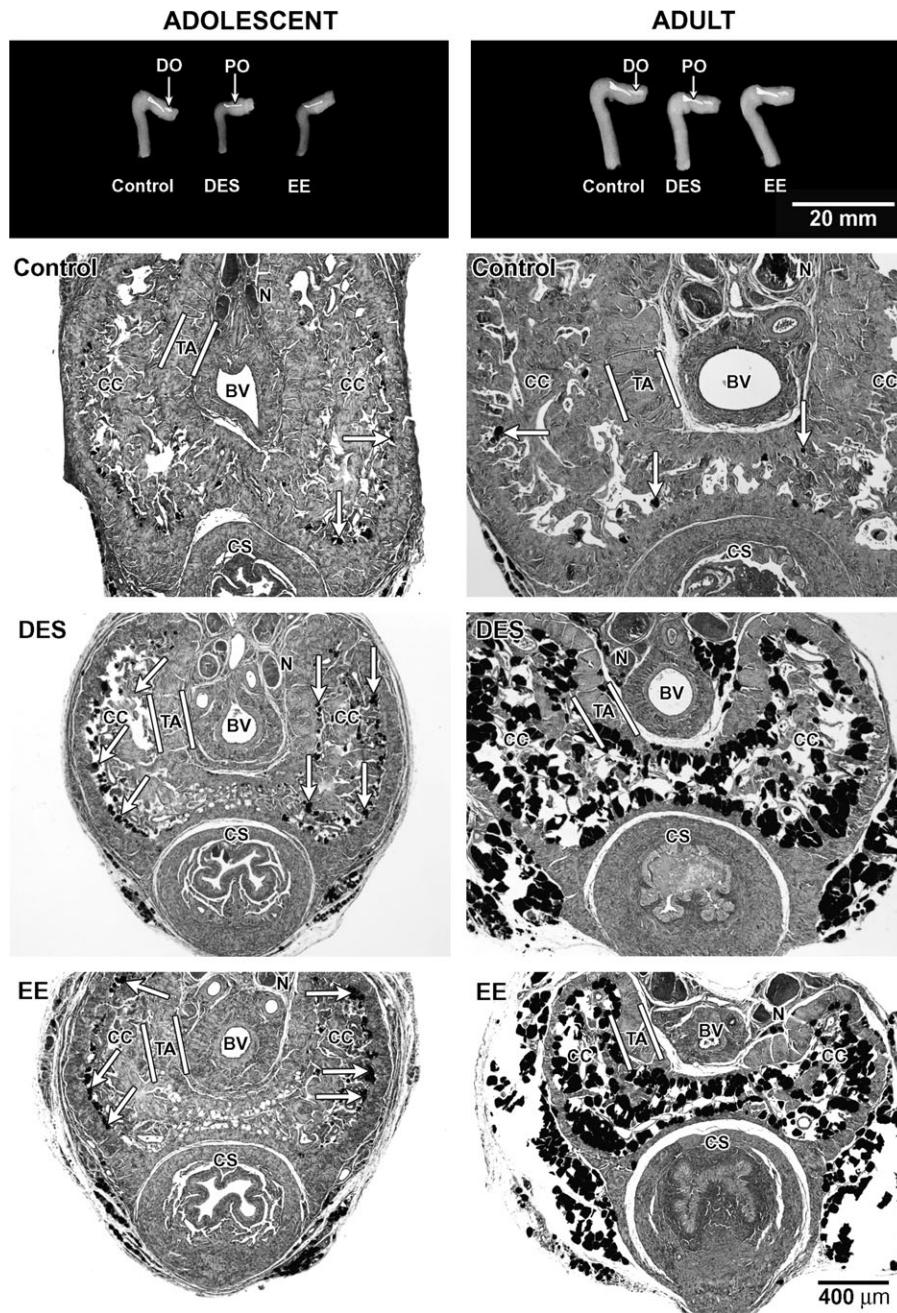 ADOLESCENT
ADULT
DO PO
Control DES EE
DO PO
Control DES EE
20 mm
Control
N
TA
CC BV CC
CS
Control
N
CC TA BV CC
CS
DES
N
CC TA BV CC
CS
DES
N
TA BV
CC CC
CS
EE
N
CC TA BV CC
CS
EE
N
TA BV
CC CC
CS
400 µm